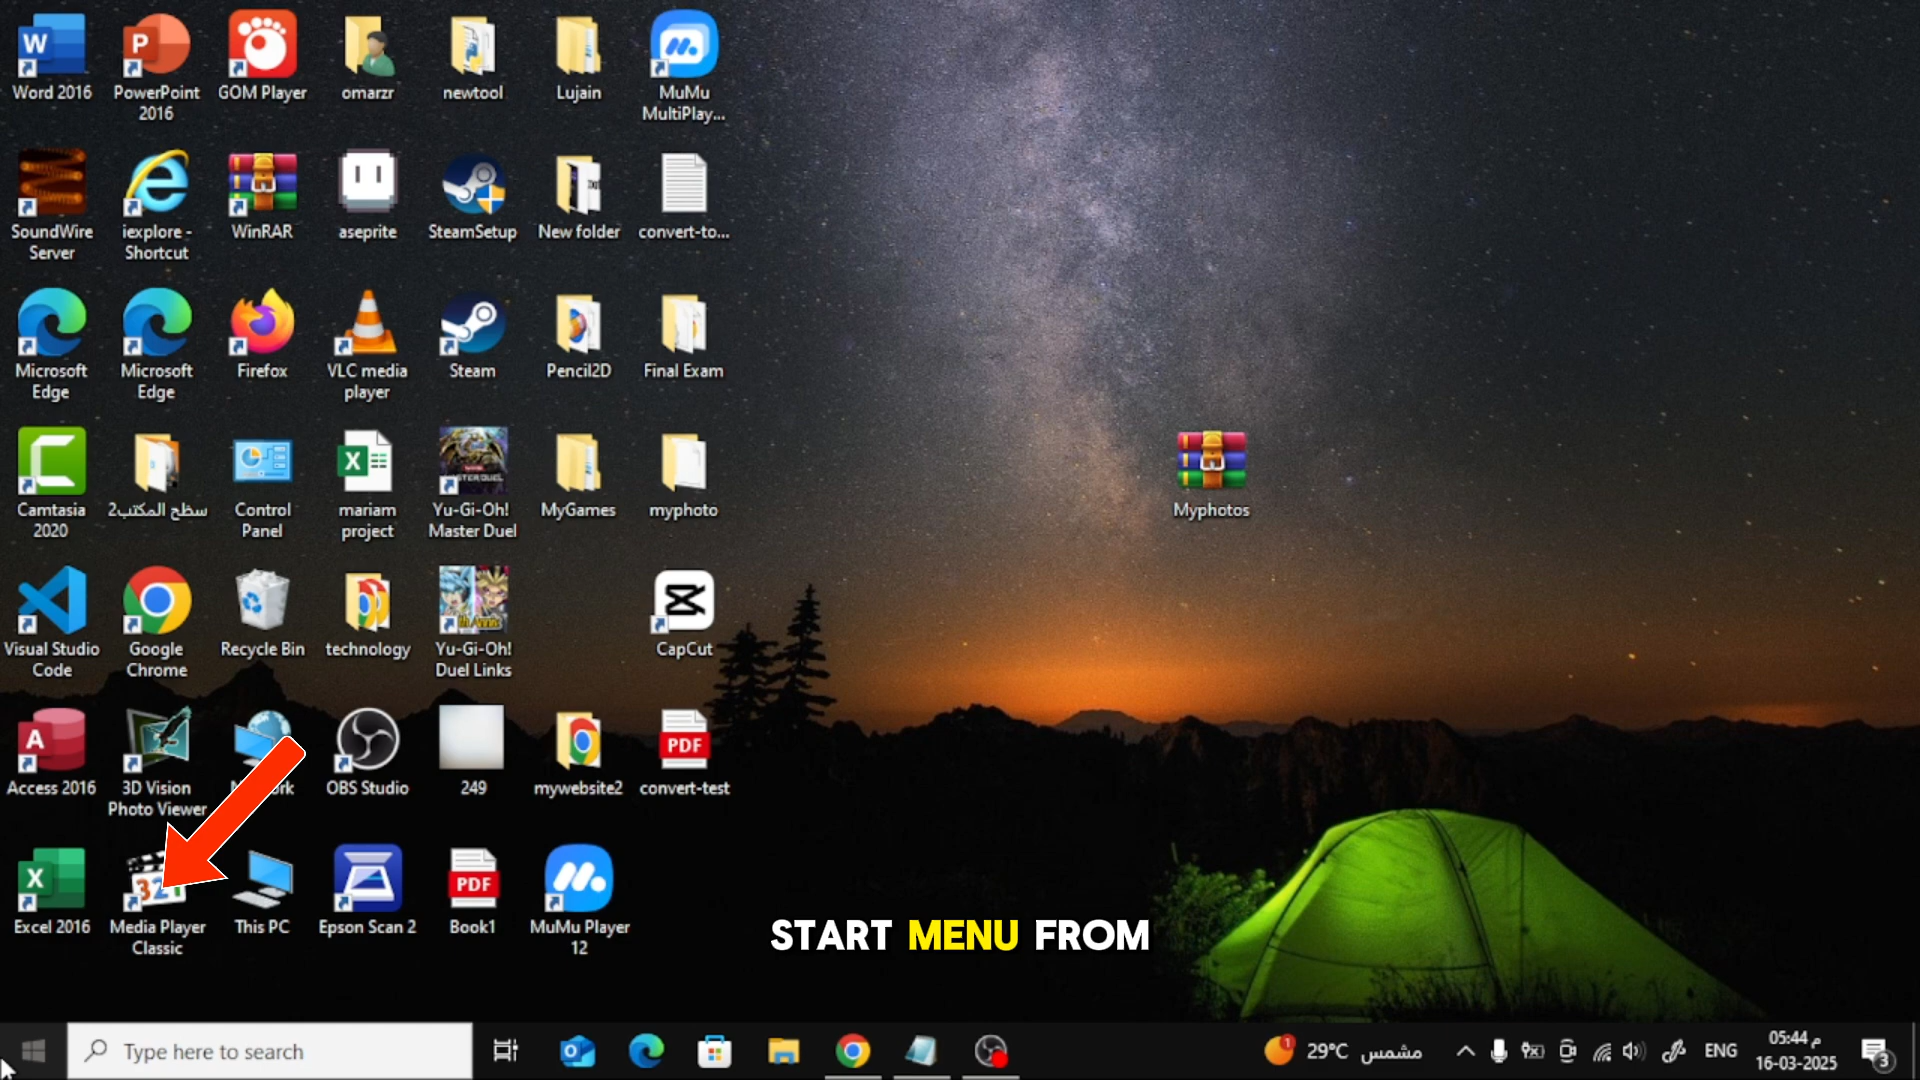 Word 2016
PowerPoint
2016
GOM Player
omarzr
newtool
Lujain
MuMu
MultiPlay...
SoundWire
Server
iexplore -
Shortcut
WinRAR
aseprite
SteamSetup
New folder
convert-to...
Microsoft
Edge
Microsoft
Edge
Firefox
VLC media
player
Steam
Pencil2D
Final Exam
Camtasia
2020
سطح المكتب2
Control
Panel
mariam
project
Yu-Gi-Oh!
Master Duel
MyGames
myphoto
Myphotos
Visual Studio
Code
Google
Chrome
Recycle Bin
technology
Yu-Gi-Oh!
Duel Links
CapCut
Access 2016
3D Vision
Photo Viewer
OBS Studio
249
mywebsite2
PDF
convert-test
Excel 2016
Media Player
Classic
This PC
Epson Scan 2
PDF
Book1
MuMu Player
12
START MENU FROM
Type here to search
1
29°C مشمس
ENG
05:44 م
16-03-2025
3